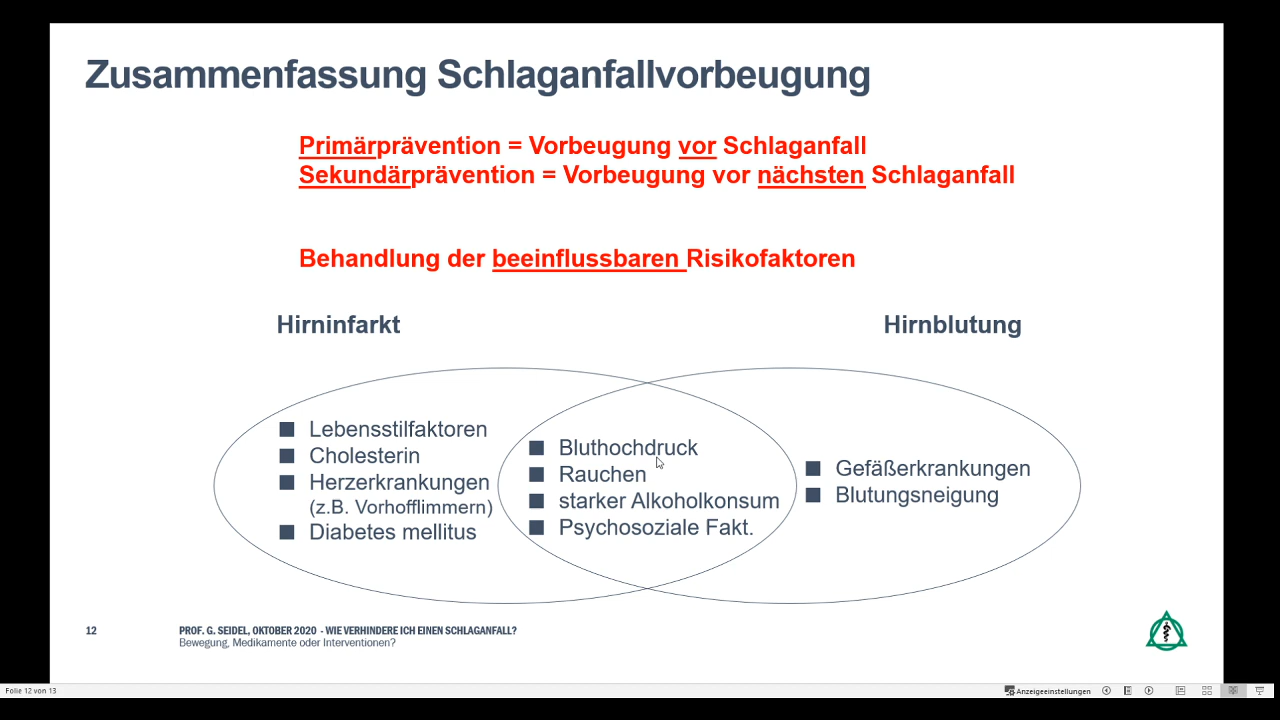 Zusammenfassung Schlaganfallvorbeugung
Primärprävention = Vorbeugung vor Schlaganfall
Sekundärprävention = Vorbeugung vor nächsten Schlaganfall
Behandlung der beeinflussbaren Risikofaktoren
Hirninfarkt
Hirnblutung
Lebensstilfaktoren
Cholesterin
Herzerkrankungen
(z.B. Vorhofflimmern)
Diabetes mellitus
Bluthochdruck
Rauchen
starker Alkoholkonsum
Psychosoziale Fakt.
Gefäßerkrankungen
Blutungsneigung
12
PROF. G. SEIDEL, OKTOBER 2020 - WIE VERHINDERE ICH EINEN SCHLAGANFALL?
Bewegung, Medikamente oder Interventionen?
Folie 12 von 13
Anzeigeeinstellungen